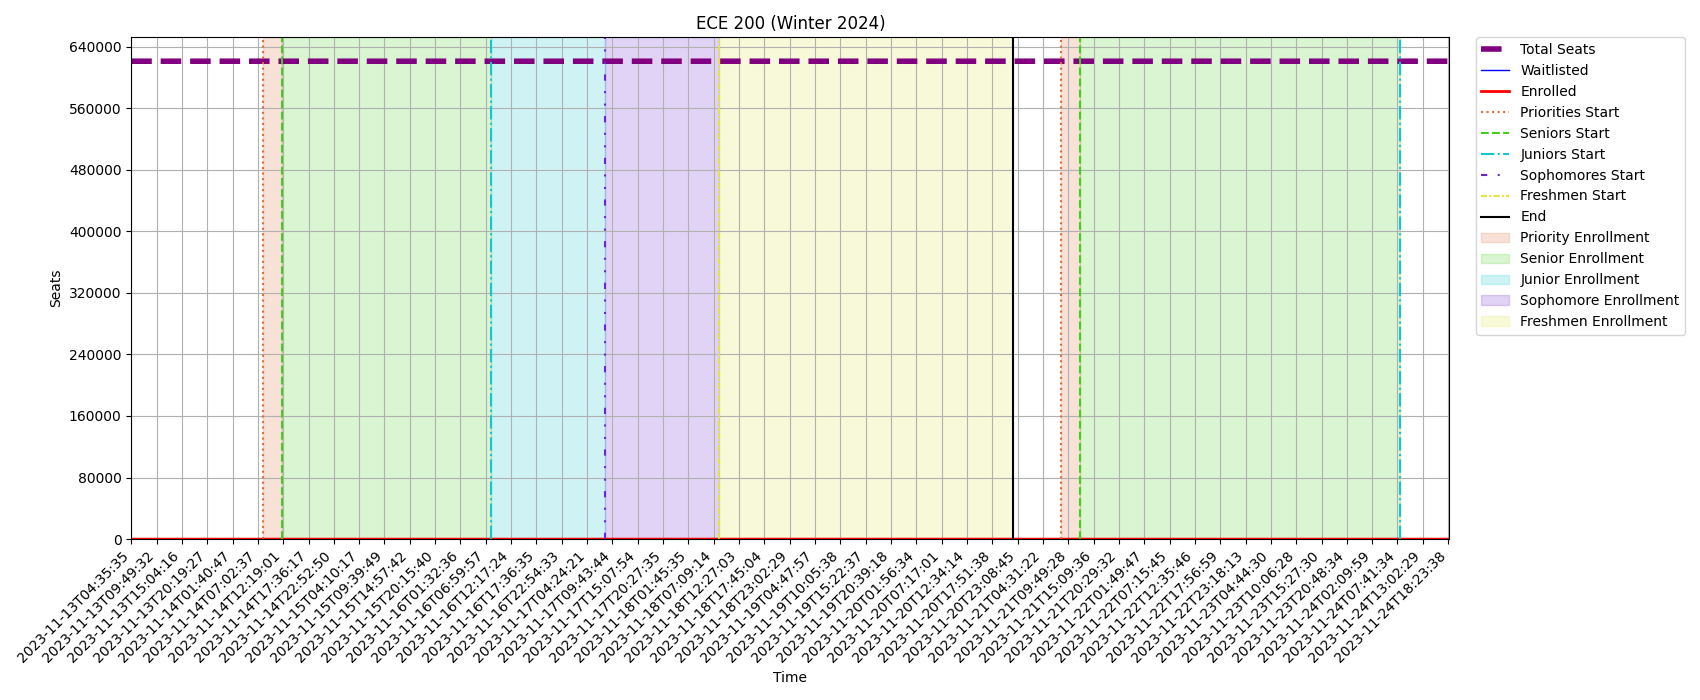 ECE 200 (Winter 2024)
640000
560000
480000
400000
320000
240000
160000
80000
0
Seats
2023-11-13T04:35:35
2023-11-13T09:49:32
2023-11-13T15:04:16
2023-11-13T20:19:27
2023-11-14T01:40:47
2023-11-14T07:02:37
2023-11-14T12:19:01
2023-11-14T17:36:17
2023-11-14T22:52:50
2023-11-15T04:10:17
2023-11-15T09:39:49
2023-11-15T14:57:42
2023-11-15T20:15:40
2023-11-16T01:32:36
2023-11-16T06:59:57
2023-11-16T12:17:24
2023-11-16T17:36:35
2023-11-16T22:54:33
2023-11-17T04:24:21
2023-11-17T09:43:44
2023-11-17T15:07:54
2023-11-17T20:27:35
2023-11-18T01:45:35
2023-11-18T07:09:14
2023-11-18T12:27:03
2023-11-18T17:45:04
2023-11-18T23:02:29
2023-11-19T04:47:57
2023-11-19T10:05:38
2023-11-19T15:22:37
2023-11-19T20:39:18
2023-11-20T01:56:34
2023-11-20T07:17:01
2023-11-20T12:34:14
2023-11-20T17:51:38
2023-11-20T23:08:45
2023-11-21T04:31:22
2023-11-21T09:49:28
2023-11-21T15:09:36
2023-11-21T20:29:32
2023-11-22T01:49:47
2023-11-22T07:15:45
2023-11-22T12:35:46
2023-11-22T17:56:59
2023-11-22T23:18:13
2023-11-23T04:44:30
2023-11-23T10:06:28
2023-11-23T15:27:30
2023-11-23T20:48:34
2023-11-24T02:09:59
2023-11-24T07:41:34
2023-11-24T13:02:29
2023-11-24T18:23:38
Time
Total Seats
Waitlisted
Enrolled
Priorities Start
Seniors Start
Juniors Start
Sophomores Start
Freshmen Start
End
Priority Enrollment
Senior Enrollment
Junior Enrollment
Sophomore Enrollment
Freshmen Enrollment